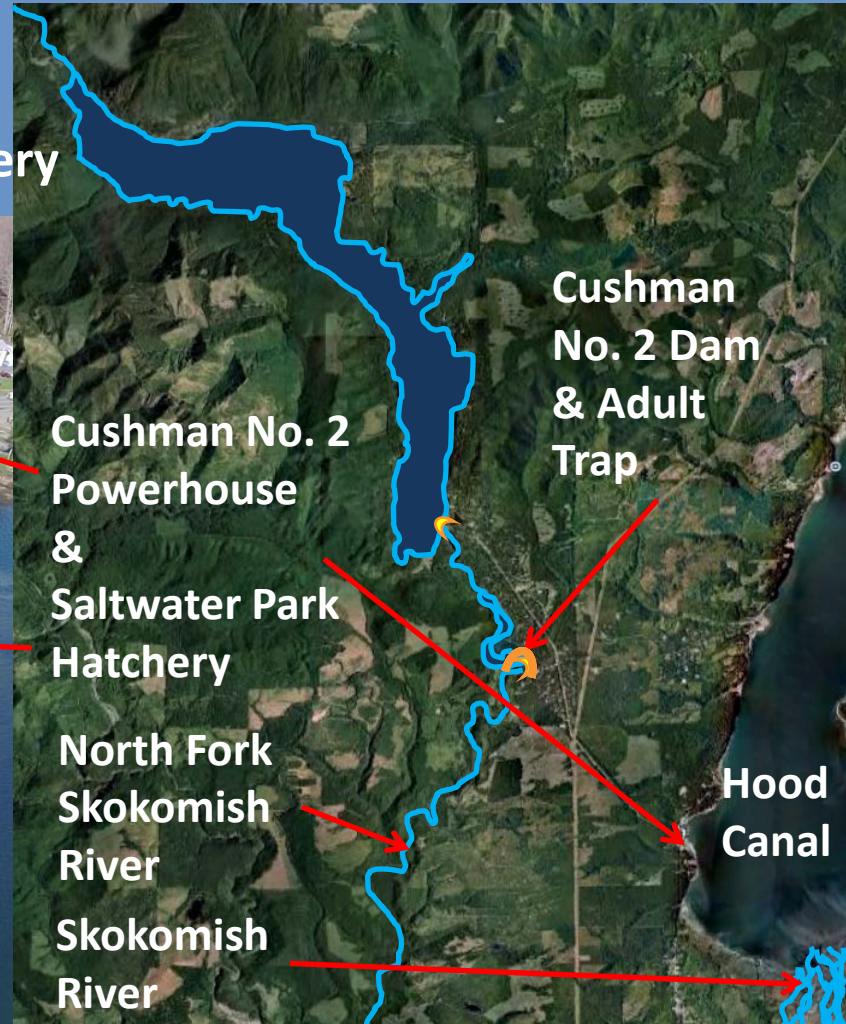 ery
Cushman
No. 2 Dam
& Adult
Trap
Cushman No. 2
Powerhouse
&
Saltwater Park
Hatchery
North Fork
Skokomish
River
Hood
Canal
Skokomish
River